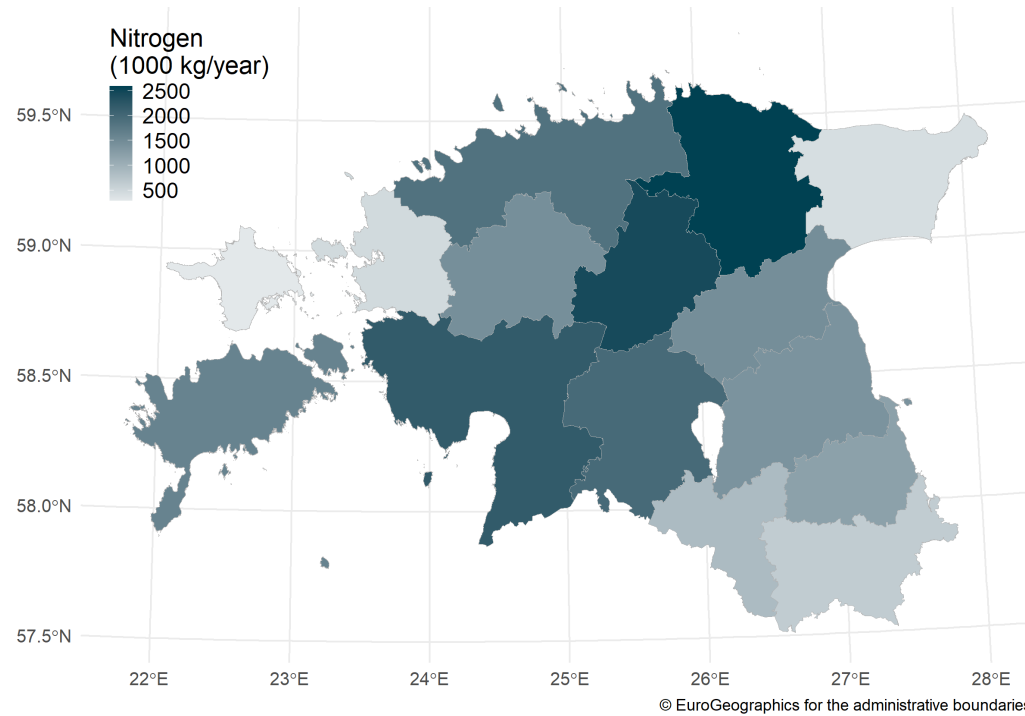 Nitrogen
(1000 kg/year)
2500
2000
1500
1000
500
59.5°N
59.0°N
58.5°N
58.0°N
57.5°N
22°E 23°E 24°E 25°E 26°E 27°E 28°E
© EuroGeographics for the administrative boundaries